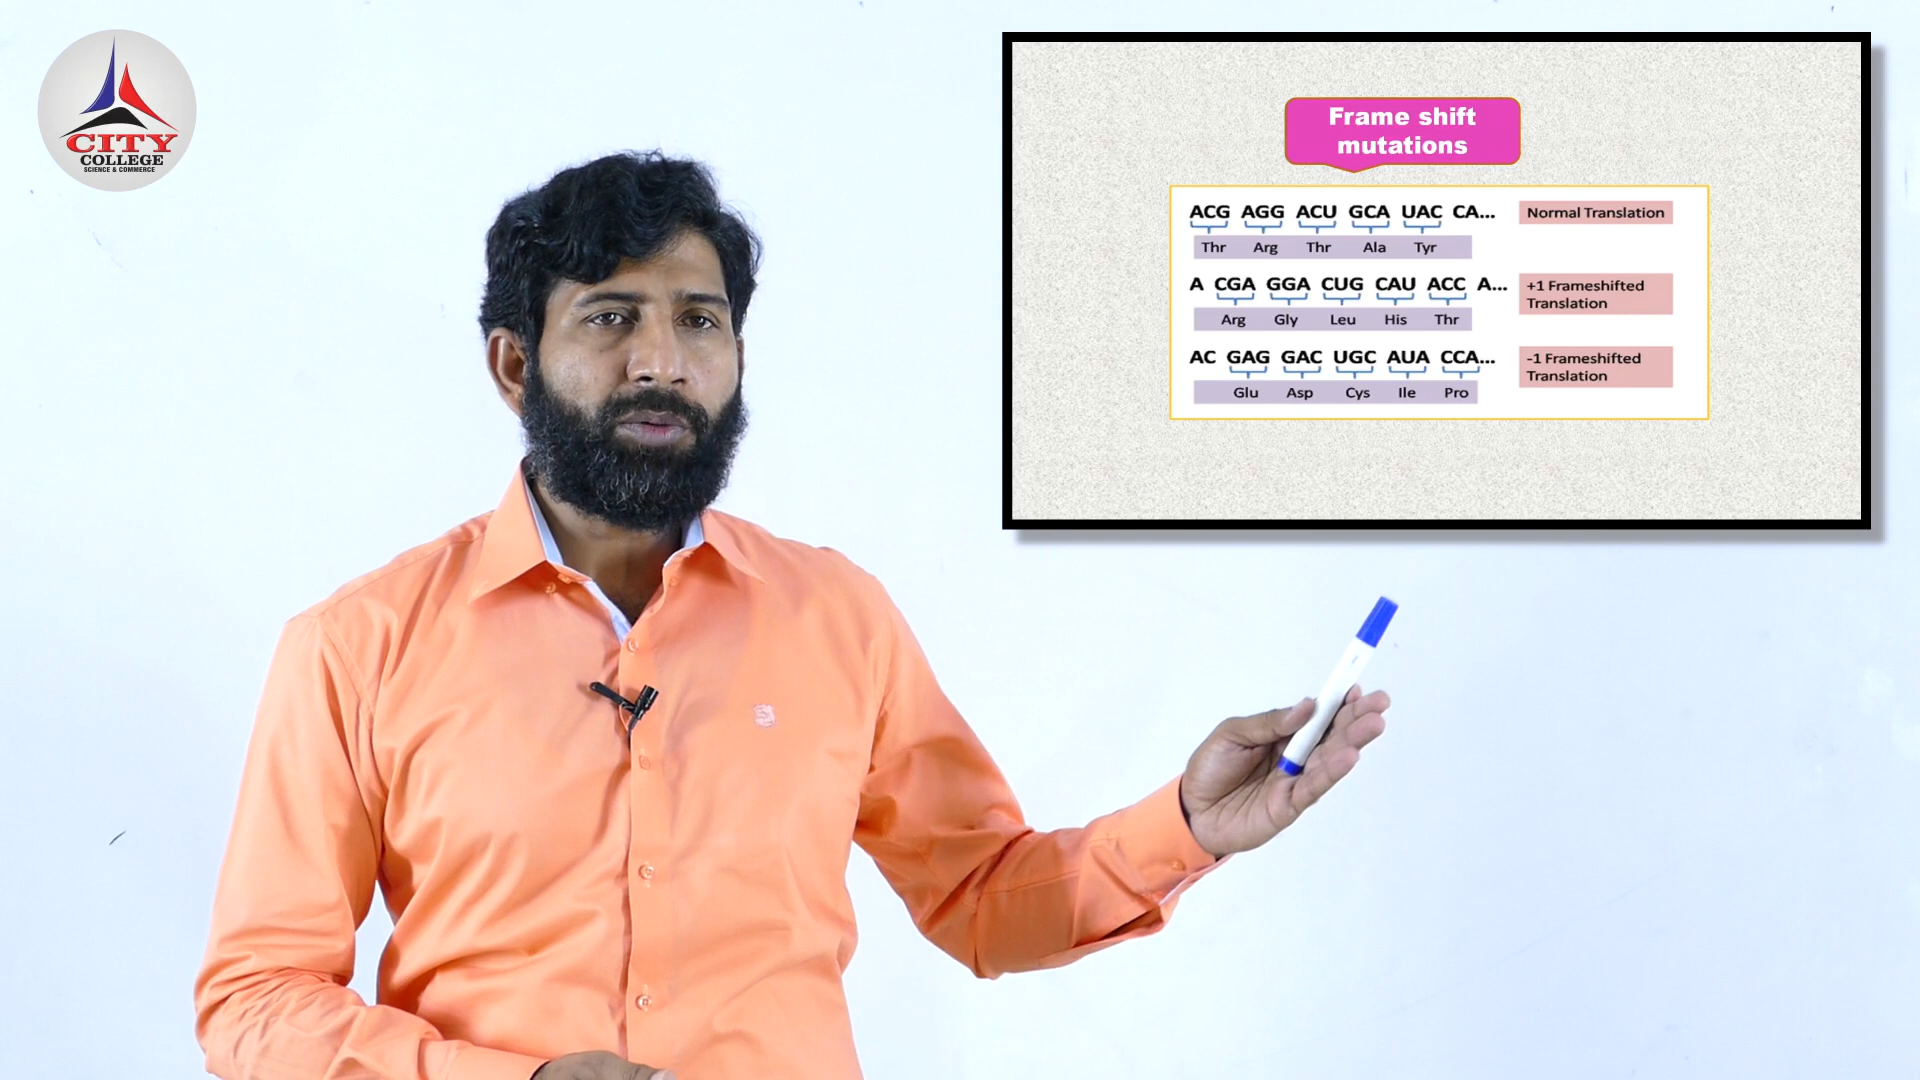 CITY
COLLEGE
SCIENCE & COMMERCE
Frame shift
mutations
ACG AGG ACU GCA UAC CA... Normal Translation
Thr Arg Thr Ala Tyr
A CGA GGA CUG CAU ACC A... +1 Frameshifted
Translation
Arg Gly Leu His Thr
AC GAG GAC UGC AUA CCA... -1 Frameshifted
Translation
Glu Asp Cys Ile Pro